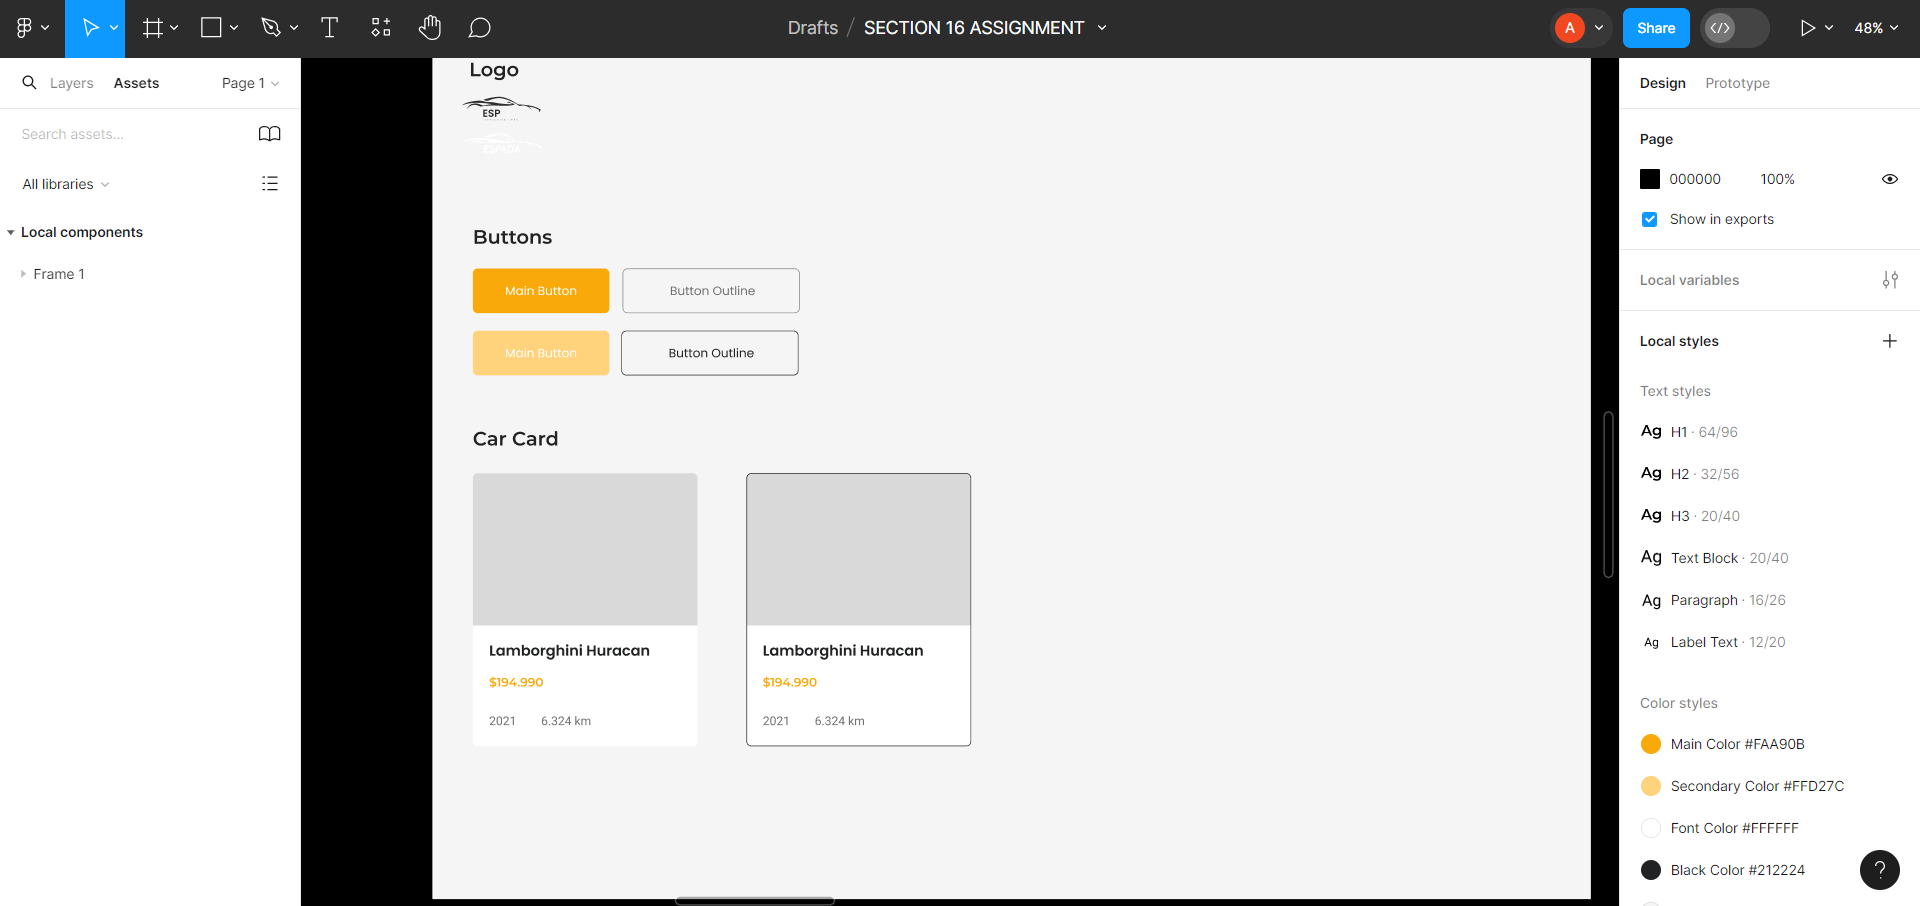 Drafts / SECTION 16 ASSIGNMENT
A
Share
48%
Layers
Assets
Page 1
Search assets...
All libraries
Local components
Frame 1
Logo
ESP
ESPADA
Buttons
Main Button
Button Outline
Main Button
Button Outline
Car Card
Lamborghini Huracan
$194.990
2021 6.324 km
Lamborghini Huracan
$194.990
2021 6.324 km
Design
Prototype
Page
000000 100%
Show in exports
Local variables
Local styles
Text styles
Ag H1 · 64/96
Ag H2 · 32/56
Ag H3 · 20/40
Ag Text Block · 20/40
Ag Paragraph · 16/26
Ag Label Text · 12/20
Color styles
Main Color #FAA90B
Secondary Color #FFD27C
Font Color #FFFFFF
Black Color #212224
?